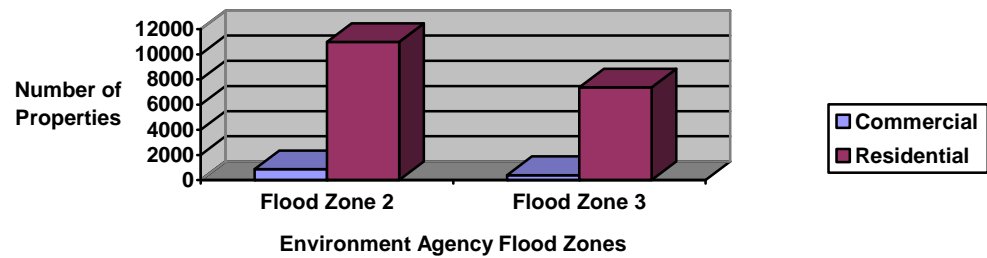 12000
10000
8000
6000
4000
2000
0
Number of
Properties
Flood Zone 2
Flood Zone 3
Environment Agency Flood Zones
Commercial
Residential